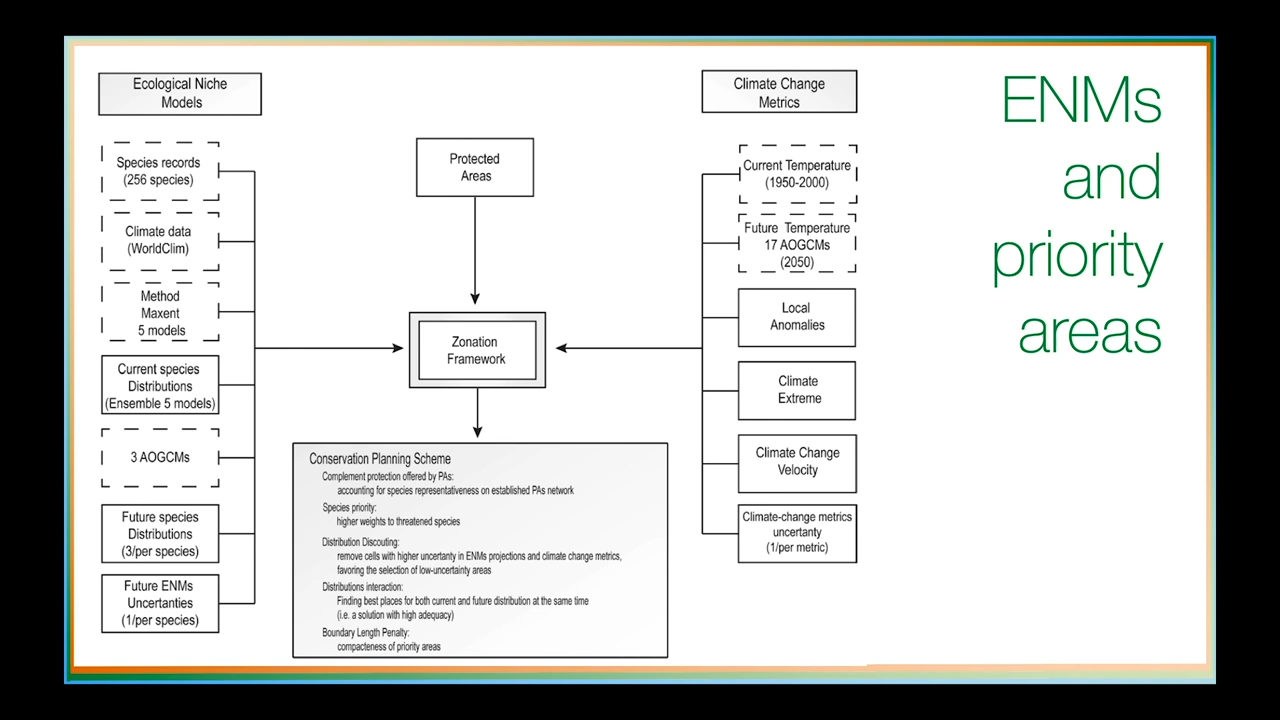 Ecological Niche
Models
Species records
(256 species)
Climate data
(WorldClim)
Method
Maxent
5 models
Current species
Distributions
(Ensemble 5 models)
3 AOGCMs
Future species
Distributions
(3/per species)
Future ENMs
Uncertanties
(1/per species)
Protected
Areas
Zonation
Framework
Conservation Planning Scheme
Complement protection offered by PAs:
accounting for species representativeness on established PAs network
Species priority:
higher weights to threatened species
Distribution Discouting:
remove cells with higher uncertanty in ENMs projections and climate change metrics,
favoring the selection of low-uncertainty areas
Distributions interaction:
Finding best places for both current and future distribution at the same time
(i.e. a solution with high adequacy)
Boundary Length Penalty:
compacteness of priority areas
Climate Change
Metrics
Current Temperature
(1950-2000)
Future Temperature
17 AOGCMs
(2050)
Local
Anomalies
Climate
Extreme
Climate Change
Velocity
Climate-change metrics
uncertanty
(1/per metric)
ENMs
and
priority
areas